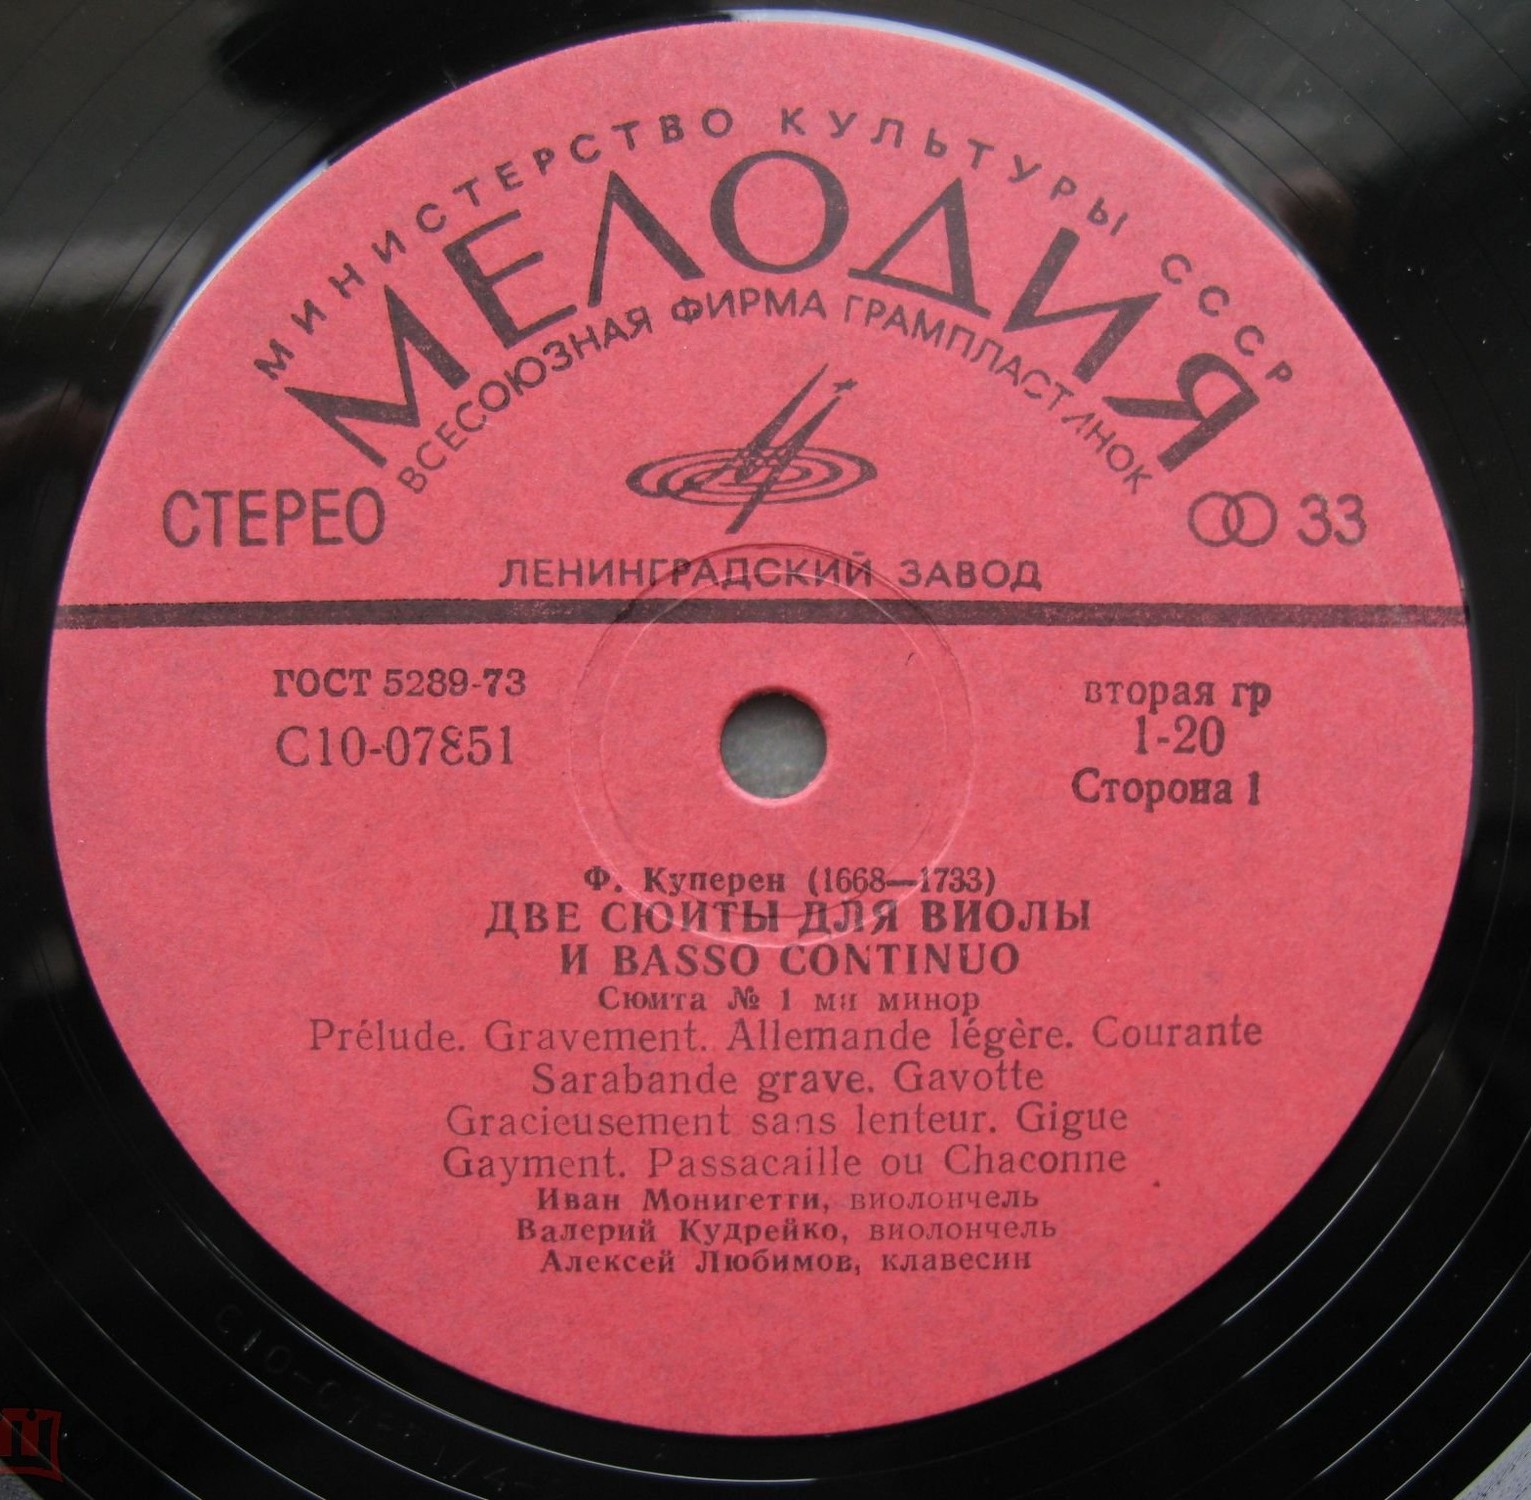 МИНИСТЕРСТВО КУЛЬТУРЫ СССР
МЕЛОДИЯ
ВСЕСОЮЗНАЯ ФИРМА ГРАМПЛАСТИНОК
СТЕРЕО
33
ЛЕНИНГРАДСКИЙ ЗАВОД
ГОСТ 5289-73
С10-07851
вторая гр
1-20
Сторона 1
Ф. Куперен (1668—1733)
ДВЕ СЮИТЫ ДЛЯ ВИОЛЫ
И BASSO CONTINUO
Сюита № 1 ми минор
Prélude. Gravement. Allemande légère. Courante
Sarabande grave. Gavotte
Gracieusement sans lenteur. Gigue
Gayment. Passacaille ou Chaconne
Иван Монигетти, виолончель
Валерий Кудрейко, виолончель
Алексей Любимов, клавесин